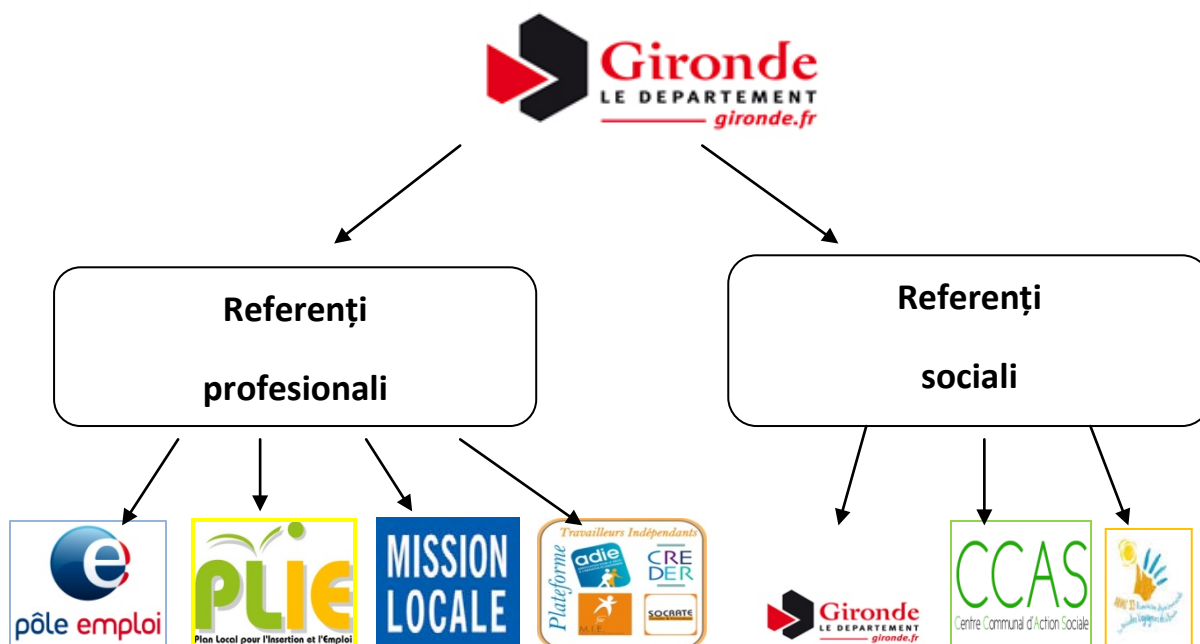 Gironde
LE DEPARTEMENT
gironde.fr
Referenți
profesionali
Referenți
sociali
pôle emploi
PLIE
Plan Local pour l'Insertion et l'Emploi
MISSION
LOCALE
Travailleurs Indépendants
Plateforme
adie
CRE
DER
M.I.E.
SOCRATE
Gironde
LE DEPARTEMENT
gironde.fr
CCAS
Centre Communal d'Action Sociale